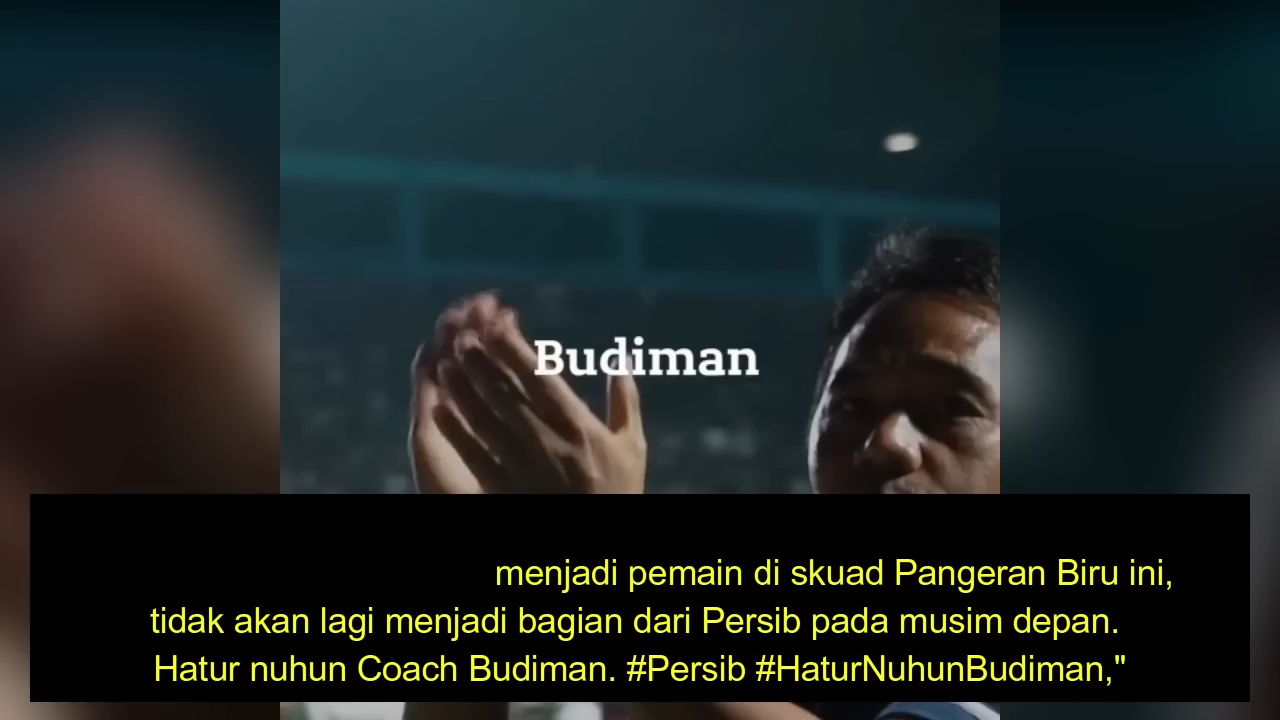 Budiman
menjadi pemain di skuad Pangeran Biru ini,
tidak akan lagi menjadi bagian dari Persib pada musim depan.
Hatur nuhun Coach Budiman. #Persib #HaturNuhunBudiman,"